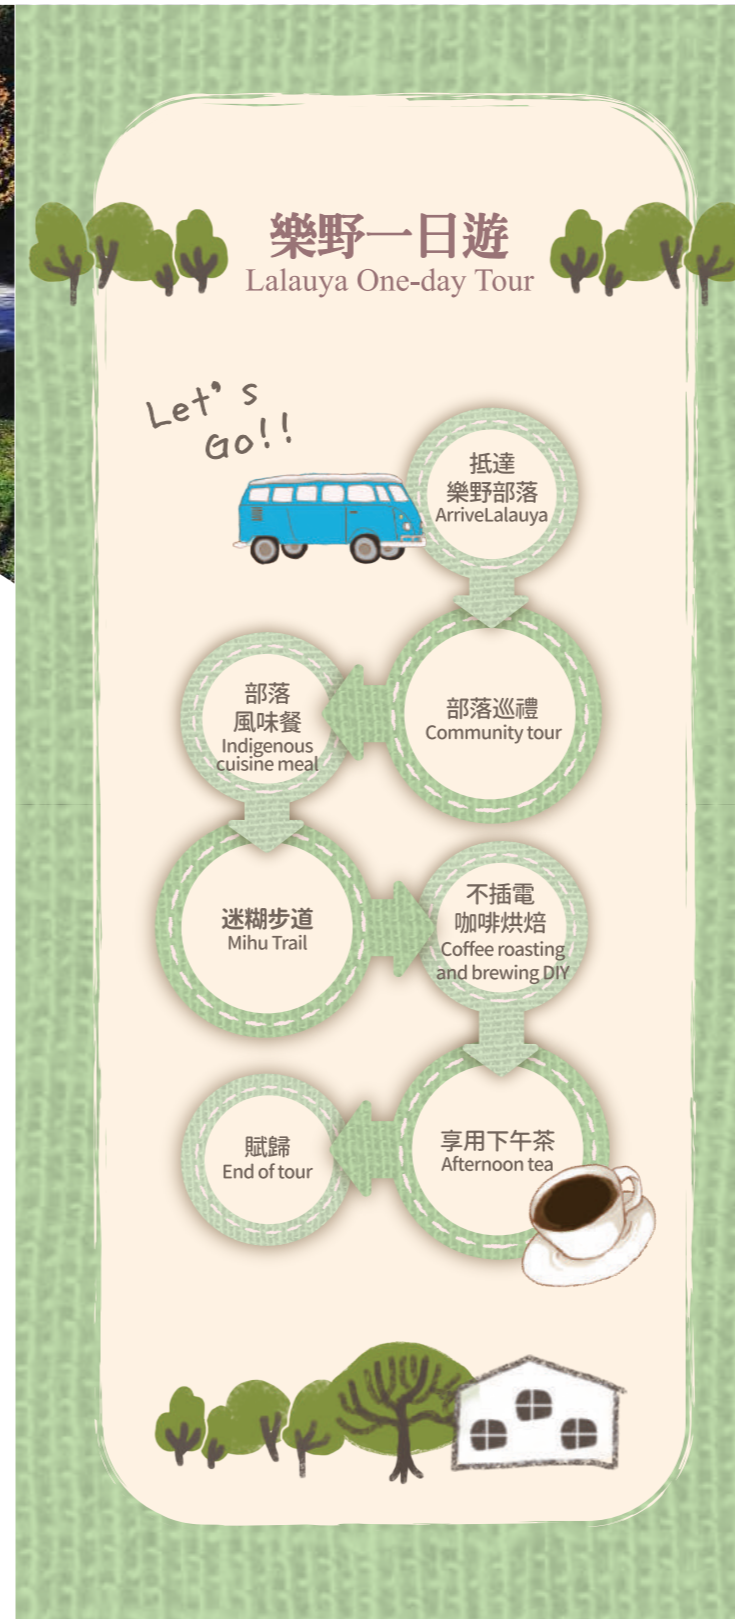 樂野一日遊
Lalauya One-day Tour
Let's
Go!!
抵達
樂野部落
ArriveLalauya
部落巡禮
Community tour
部落
風味餐
Indigenous
cuisine meal
迷糊步道
Mihu Trail
不插電
咖啡烘焙
Coffee roasting
and brewing DIY
享用下午茶
Afternoon tea
賦歸
End of tour